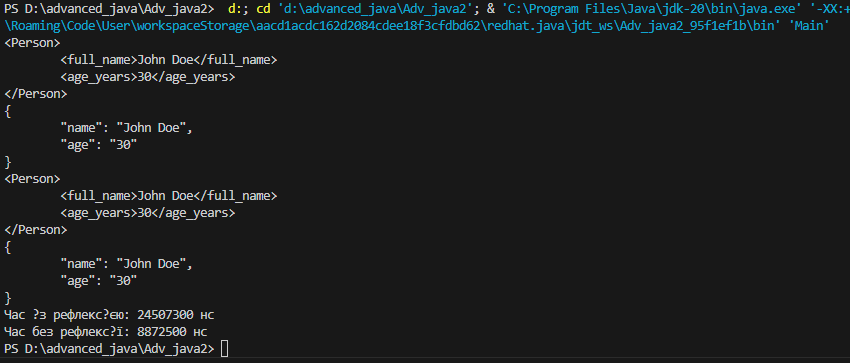 PS D:\advanced_java\Adv_java2>  d:; cd 'd:\advanced_java\Adv_java2'; & 'C:\Program Files\Java\jdk-20\bin\java.exe' '-XX:+
\Roaming\Code\User\workspaceStorage\aacd1acdc162d2084cdee18f3cfdbd62\redhat.java\jdt_ws\Adv_java2_95f1ef1b\bin' 'Main'
<Person>
        <full_name>John Doe</full_name>
        <age_years>30</age_years>
</Person>
{
        "name": "John Doe",
        "age": "30"
}
<Person>
        <full_name>John Doe</full_name>
        <age_years>30</age_years>
</Person>
{
        "name": "John Doe",
        "age": "30"
}
Час ?з рефлекс?єю: 24507300 нс
Час без рефлекс?ї: 8872500 нс
PS D:\advanced_java\Adv_java2>